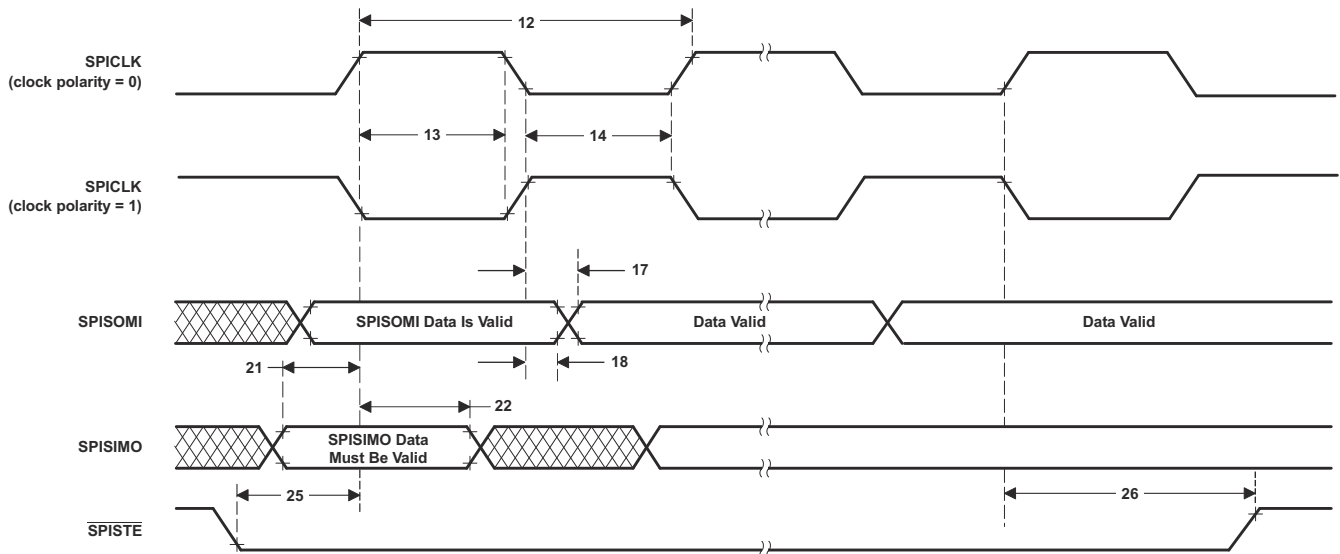 12
SPICLK
(clock polarity = 0)
13
14
SPICLK
(clock polarity = 1)
17
SPISOMI
SPISOMI Data Is Valid
Data Valid
Data Valid
18
21
22
SPISIMO
SPISIMO Data
Must Be Valid
25
26
SPISTE